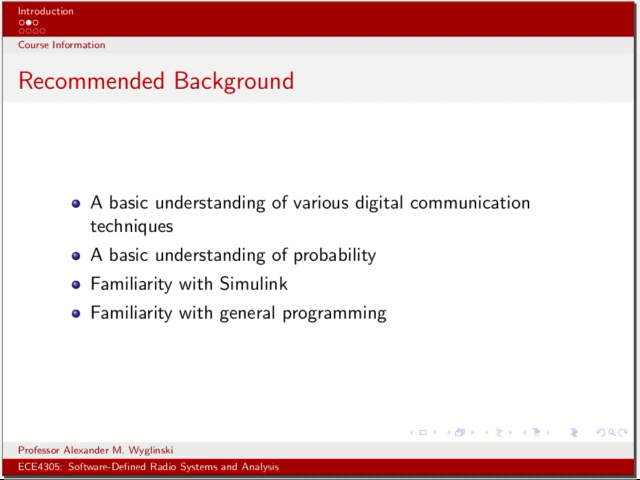 Introduction
Course Information
Recommended Background
A basic understanding of various digital communication
techniques
A basic understanding of probability
Familiarity with Simulink
Familiarity with general programming
Professor Alexander M. Wyglinski
ECE4305: Software-Defined Radio Systems and Analysis